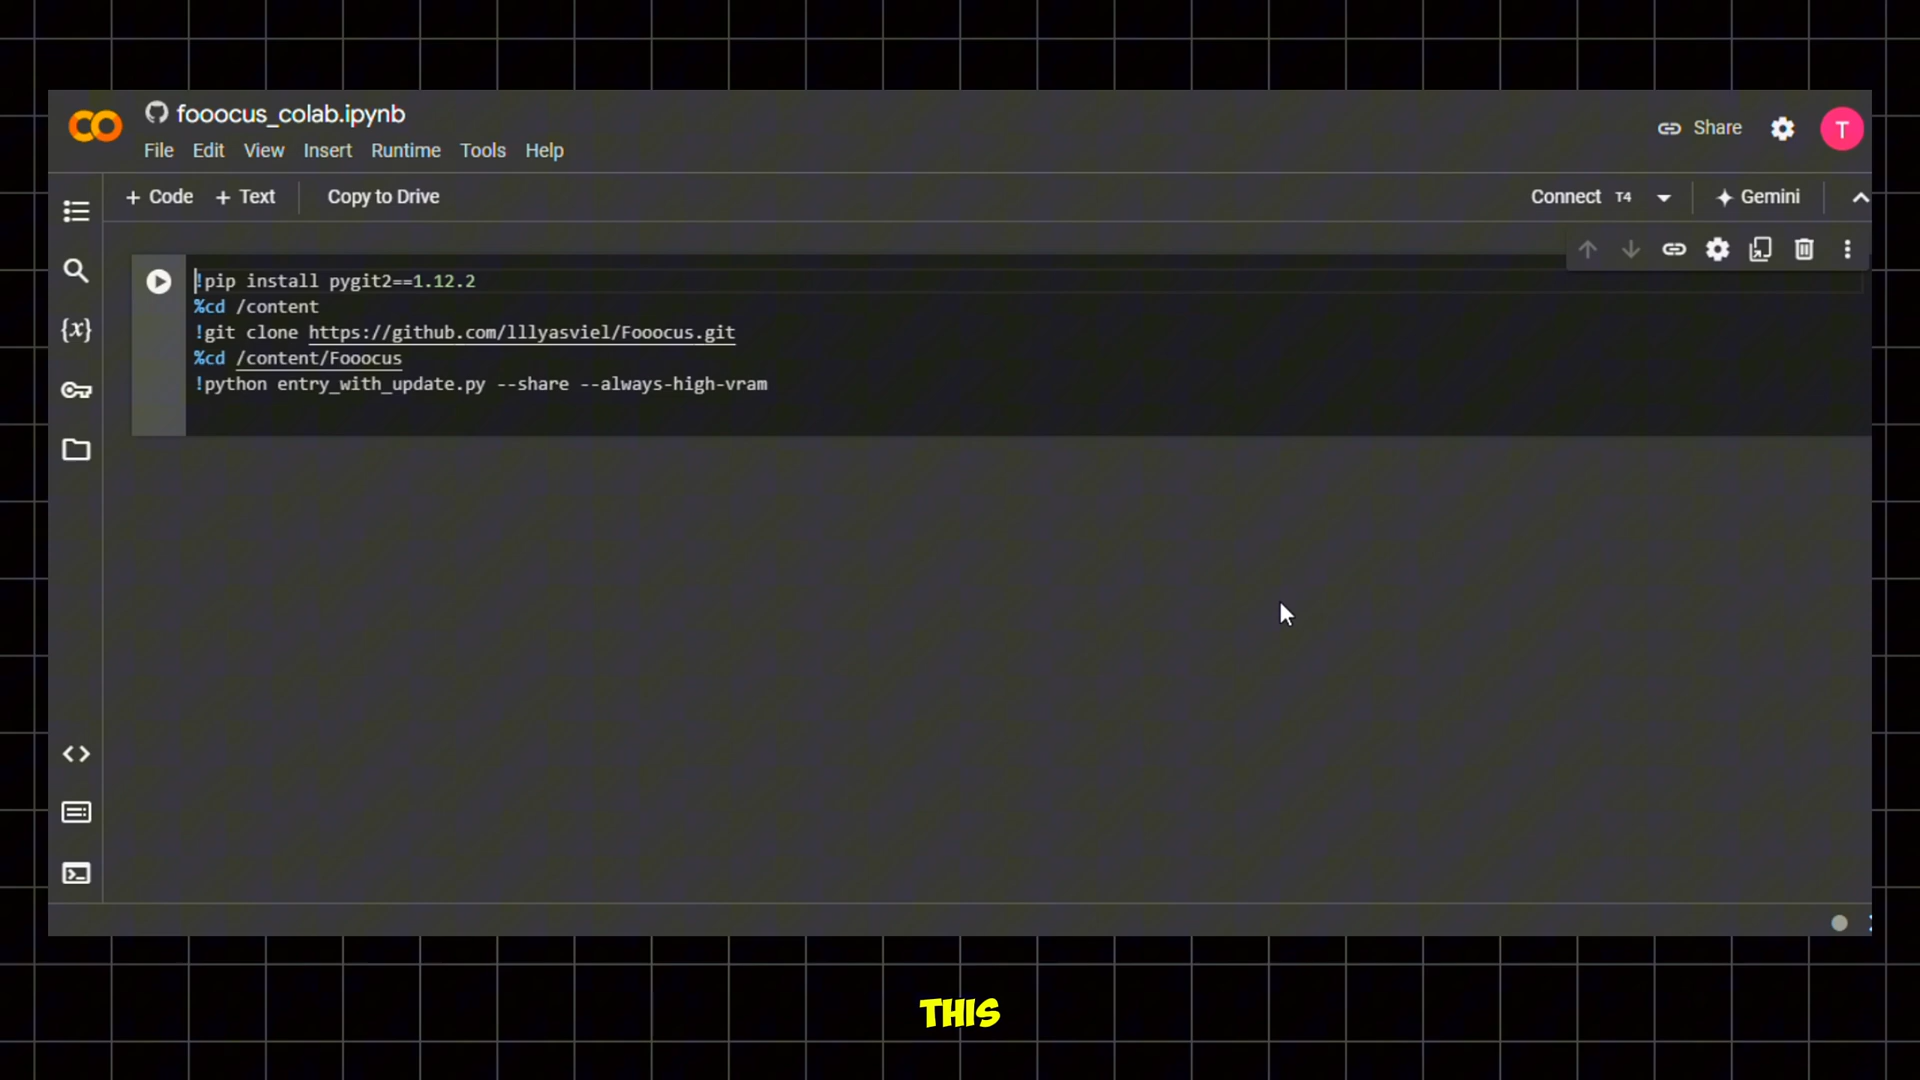 fooocus_colab.ipynb
Share
T
File Edit View Insert Runtime Tools Help
+ Code + Text Copy to Drive
Connect T4
Gemini
!pip install pygit2==1.12.2
%cd /content
!git clone https://github.com/lllyasviel/Fooocus.git
%cd /content/Fooocus
!python entry_with_update.py --share --always-high-vram
THIS